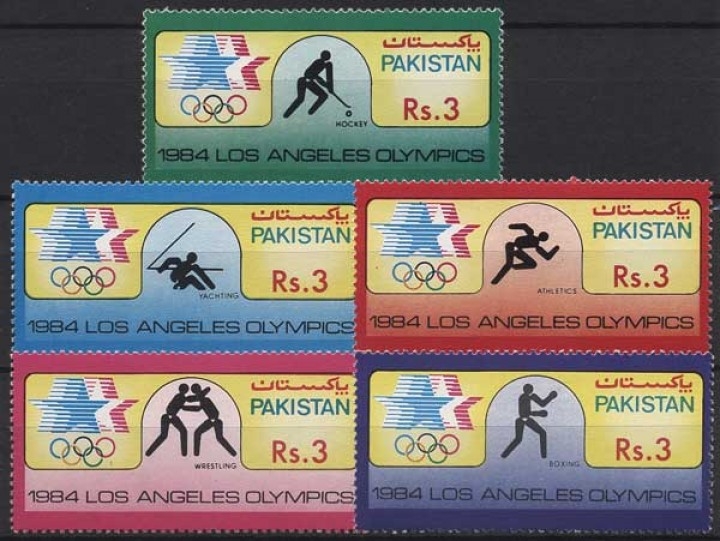 پاکستان
PAKISTAN
Rs.3
HOCKEY
1984 LOS ANGELES OLYMPICS
پاکستان
PAKISTAN
Rs.3
YACHTING
1984 LOS ANGELES OLYMPICS
پاکستان
PAKISTAN
Rs.3
ATHLETICS
1984 LOS ANGELES OLYMPICS
پاکستان
PAKISTAN
Rs.3
WRESTLING
1984 LOS ANGELES OLYMPICS
پاکستان
PAKISTAN
Rs.3
BOXING
1984 LOS ANGELES OLYMPICS